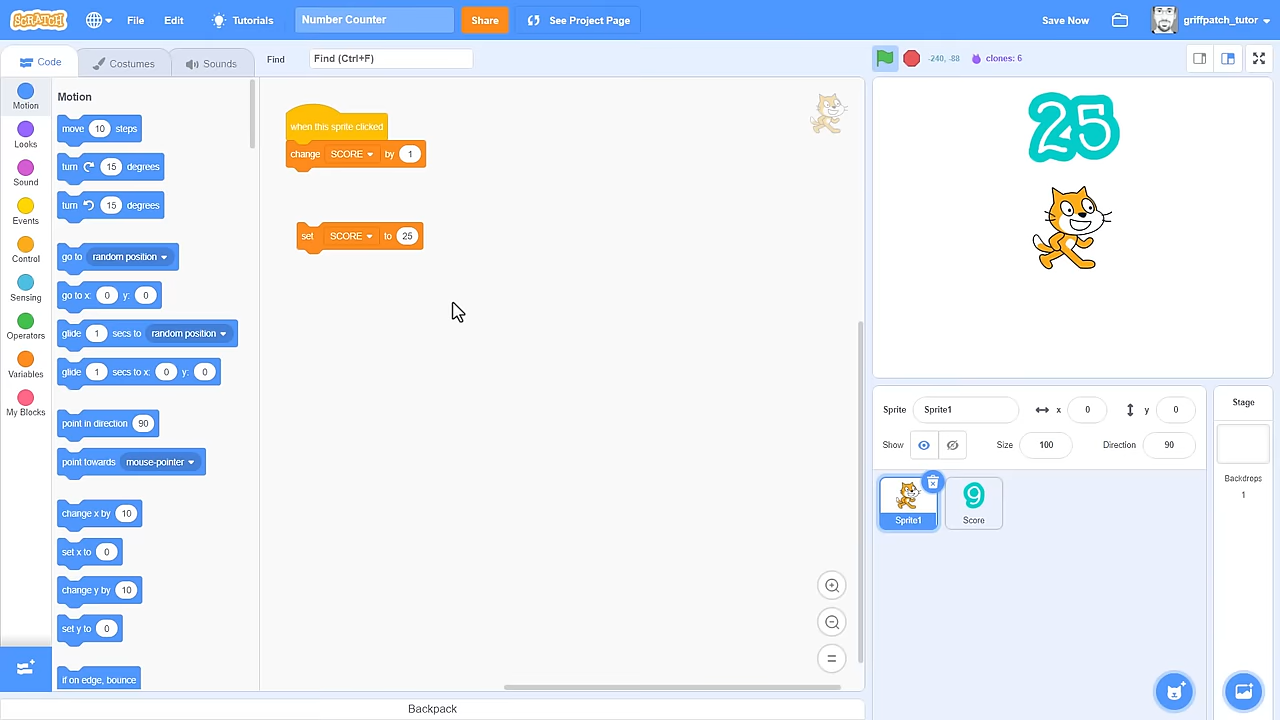 SCRATCH File Edit Tutorials Number Counter Share See Project Page Save Now griffpatch_tutor
Code Costumes Sounds Find Find (Ctrl+F) -240, -88 clones: 6
Motion
Looks
Sound
Events
Control
Sensing
Operators
Variables
My Blocks
Motion
move 10 steps
turn 15 degrees
turn 15 degrees
go to random position
go to x: 0 y: 0
glide 1 secs to random position
glide 1 secs to x: 0 y: 0
point in direction 90
point towards mouse-pointer
change x by 10
set x to 0
change y by 10
set y to 0
if on edge, bounce
when this sprite clicked
change SCORE by 1
set SCORE to 25
25
Sprite Sprite1 x 0 y 0
Show Size 100 Direction 90
9
Sprite1 Score
Stage
Backdrops
1
Backpack